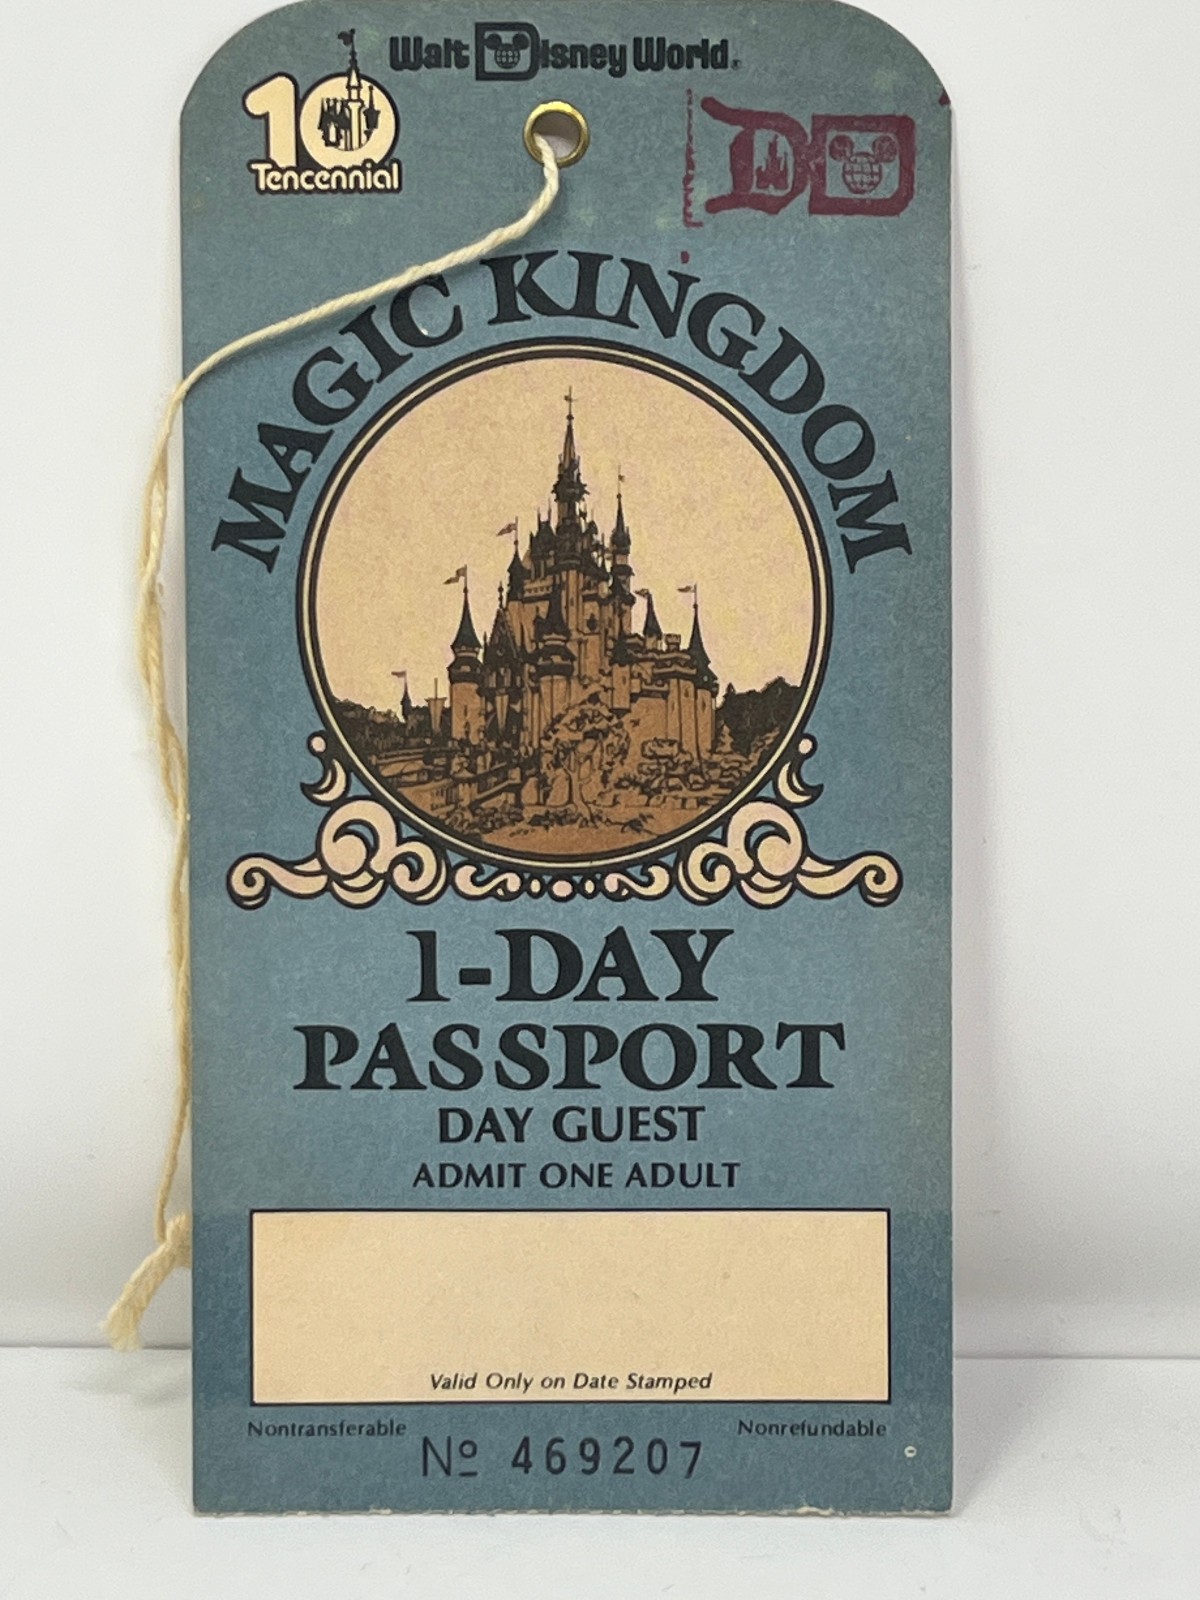 Walt Disney World®
10
Tencennial
MAGIC KINGDOM
1-DAY
PASSPORT
DAY GUEST
ADMIT ONE ADULT
Valid Only on Date Stamped
Nontransferable
Nonrefundable
Nº 469207